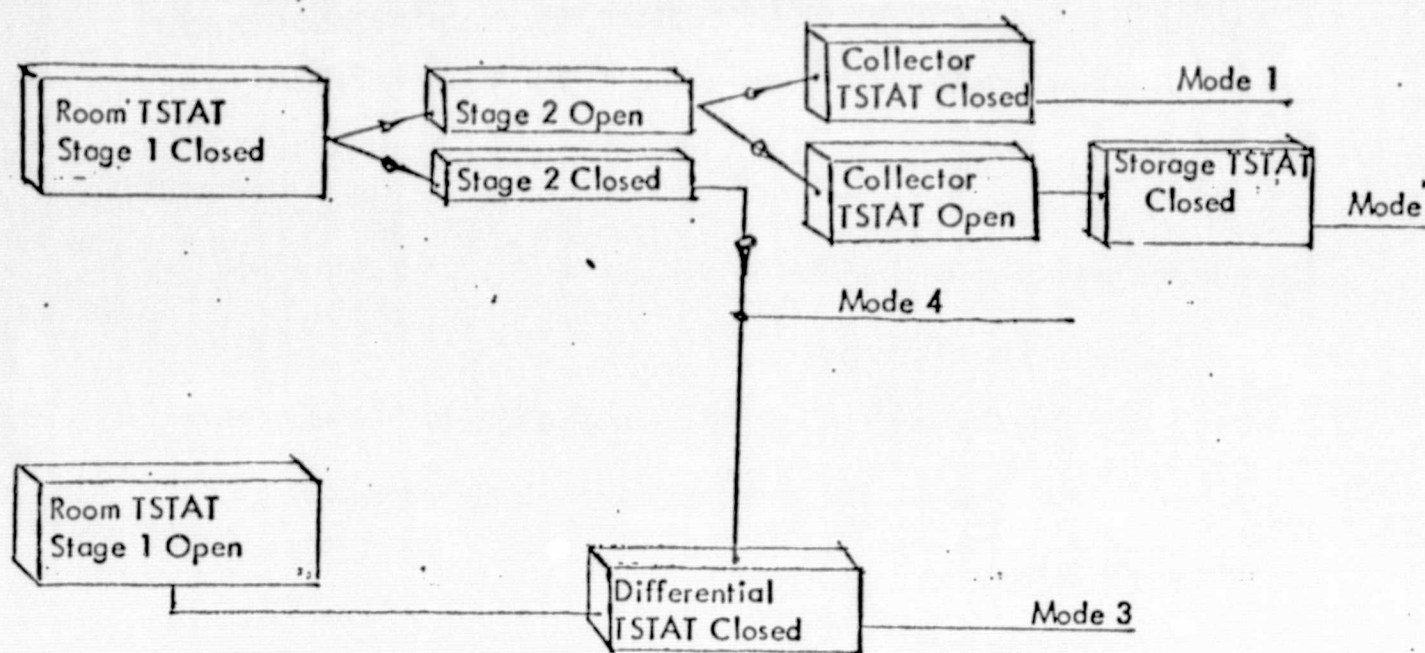 Room TSTAT
Stage 1 Closed
Stage 2 Open
Stage 2 Closed
Collector
TSTAT Closed
Mode 1
Collector
TSTAT Open
Storage TSTAT
Closed
Mode
Mode 4
Room TSTAT
Stage 1 Open
Differential
TSTAT Closed
Mode 3